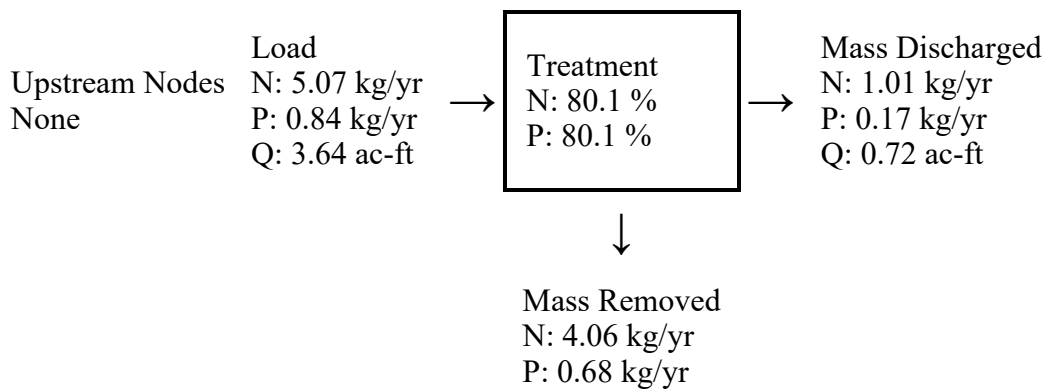 Upstream Nodes
None
Load
N: 5.07 kg/yr
P: 0.84 kg/yr
Q: 3.64 ac-ft
→
Treatment
N: 80.1 %
P: 80.1 %
→
Mass Discharged
N: 1.01 kg/yr
P: 0.17 kg/yr
Q: 0.72 ac-ft
↓
Mass Removed
N: 4.06 kg/yr
P: 0.68 kg/yr